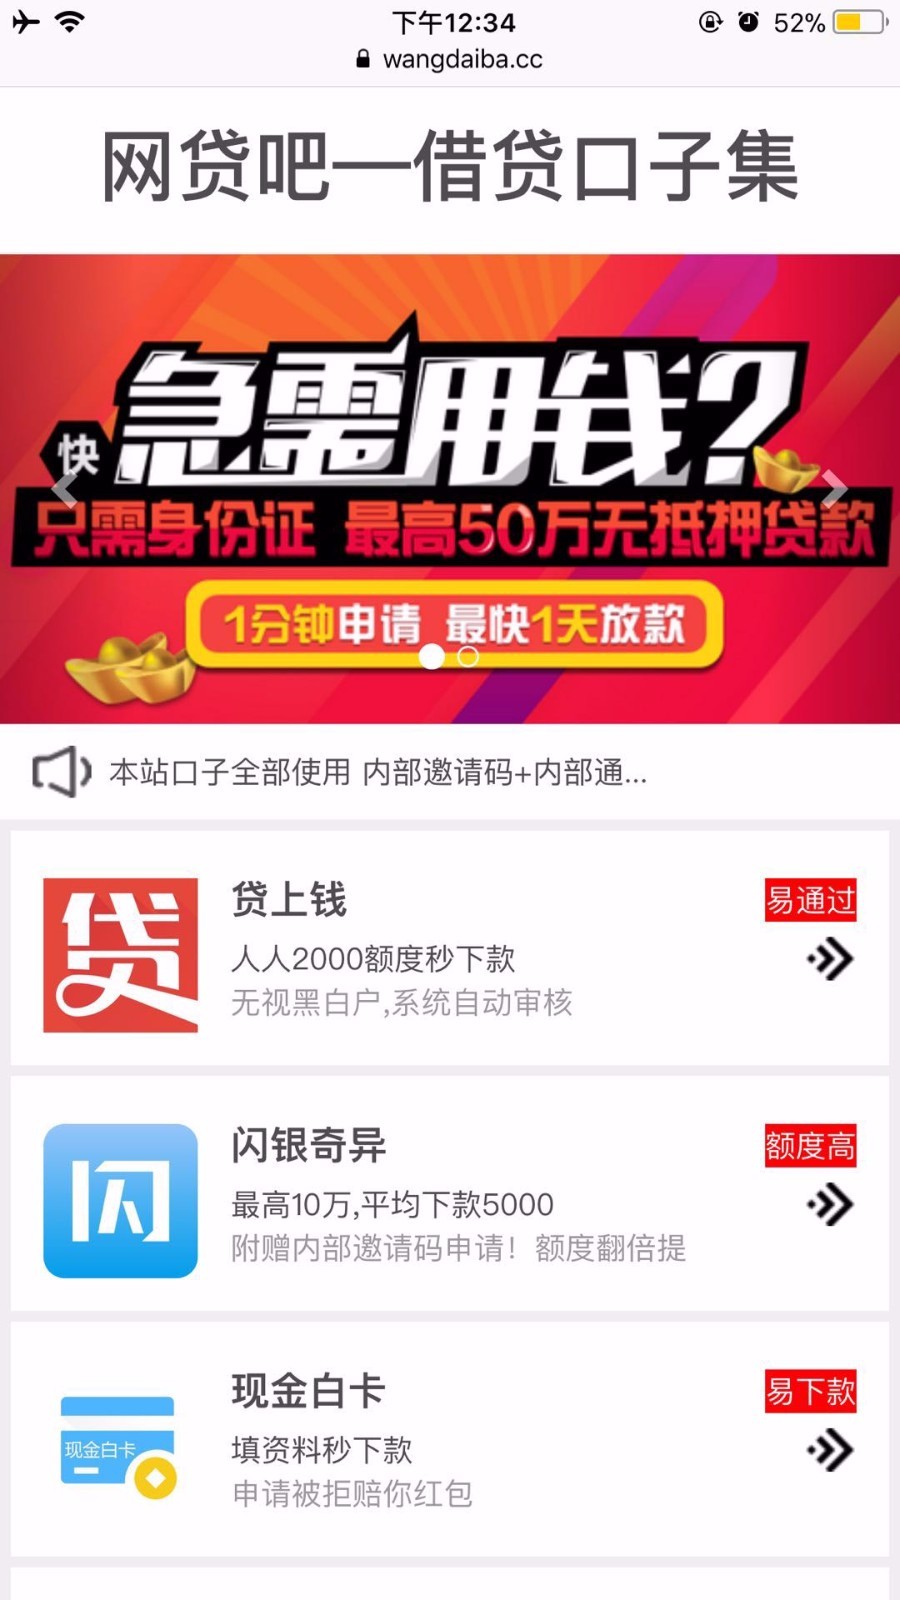 下午12:34
52%
wangdaiba.cc
网贷吧—借贷口子集
急需用钱?
快
只需身份证 最高50万无抵押贷款
1分钟申请 最快1天放款
本站口子全部使用 内部邀请码+内部通...
贷
贷上钱
易通过
人人2000额度秒下款
无视黑白户,系统自动审核
闪
闪银奇异
额度高
最高10万,平均下款5000
附赠内部邀请码申请！额度翻倍提
现金白卡
现金白卡
易下款
填资料秒下款
申请被拒赔你红包